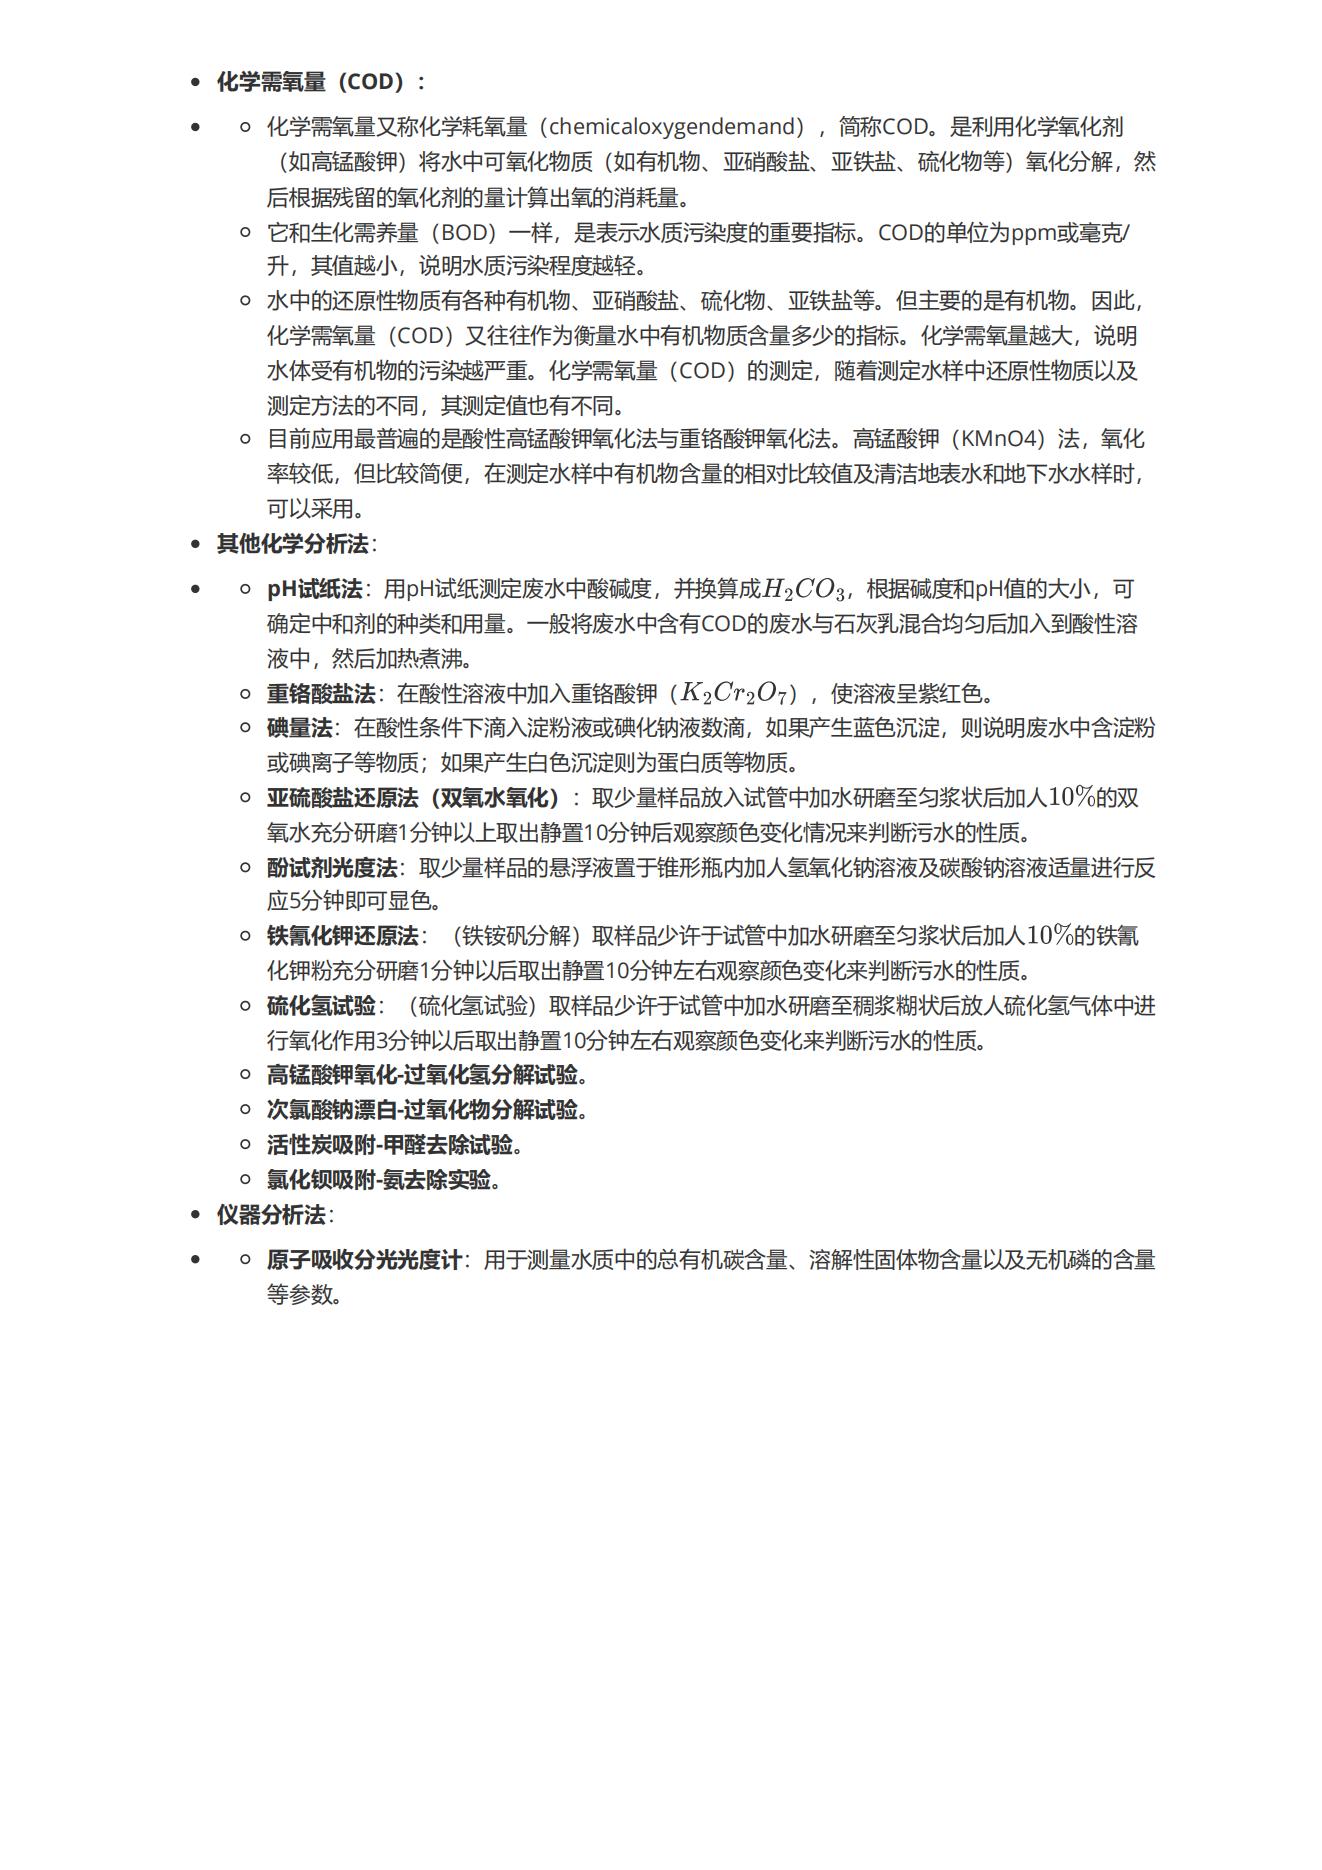 化学需氧量（COD）：
化学需氧量又称化学耗氧量（chemicaloxygendemand），简称COD。是利用化学氧化剂
（如高锰酸钾）将水中可氧化物质（如有机物、亚硝酸盐、亚铁盐、硫化物等）氧化分解，然
后根据残留的氧化剂的量计算出氧的消耗量。
它和生化需养量（BOD）一样，是表示水质污染度的重要指标。COD的单位为ppm或毫克/
升，其值越小，说明水质污染程度越轻。
水中的还原性物质有各种有机物、亚硝酸盐、硫化物、亚铁盐等。但主要的是有机物。因此，
化学需氧量（COD）又往往作为衡量水中有机物质含量多少的指标。化学需氧量越大，说明
水体受有机物的污染越严重。化学需氧量（COD）的测定，随着测定水样中还原性物质以及
测定方法的不同，其测定值也有不同。
目前应用最普遍的是酸性高锰酸钾氧化法与重铬酸钾氧化法。高锰酸钾（KMnO4）法，氧化
率较低，但比较简便，在测定水样中有机物含量的相对比较值及清洁地表水和地下水水样时，
可以采用。
其他化学分析法：
pH试纸法：用pH试纸测定废水中酸碱度，并换算成H₂CO₃，根据碱度和pH值的大小，可
确定中和剂的种类和用量。一般将废水中含有COD的废水与石灰乳混合均匀后加入到酸性溶
液中，然后加热煮沸。
重铬酸盐法：在酸性溶液中加入重铬酸钾（K₂Cr₂O₇），使溶液呈紫红色。
碘量法：在酸性条件下滴入淀粉液或碘化钠液数滴，如果产生蓝色沉淀，则说明废水中含淀粉
或碘离子等物质；如果产生白色沉淀则为蛋白质等物质。
亚硫酸盐还原法（双氧水氧化）：取少量样品放入试管中加水研磨至匀浆状后加人10%的双
氧水充分研磨1分钟以上取出静置10分钟后观察颜色变化情况来判断污水的性质。
酚试剂光度法：取少量样品的悬浮液置于锥形瓶内加人氢氧化钠溶液及碳酸钠溶液适量进行反
应5分钟即可显色。
铁氰化钾还原法：（铁铵矾分解）取样品少许于试管中加水研磨至匀浆状后加人10%的铁氰
化钾粉充分研磨1分钟以后取出静置10分钟左右观察颜色变化来判断污水的性质。
硫化氢试验：（硫化氢试验）取样品少许于试管中加水研磨至稠浆糊状后放人硫化氢气体中进
行氧化作用3分钟以后取出静置10分钟左右观察颜色变化来判断污水的性质。
高锰酸钾氧化-过氧化氢分解试验。
次氯酸钠漂白-过氧化物分解试验。
活性炭吸附-甲醛去除试验。
氯化钡吸附-氨去除实验。
仪器分析法：
原子吸收分光光度计：用于测量水质中的总有机碳含量、溶解性固体物含量以及无机磷的含量
等参数。